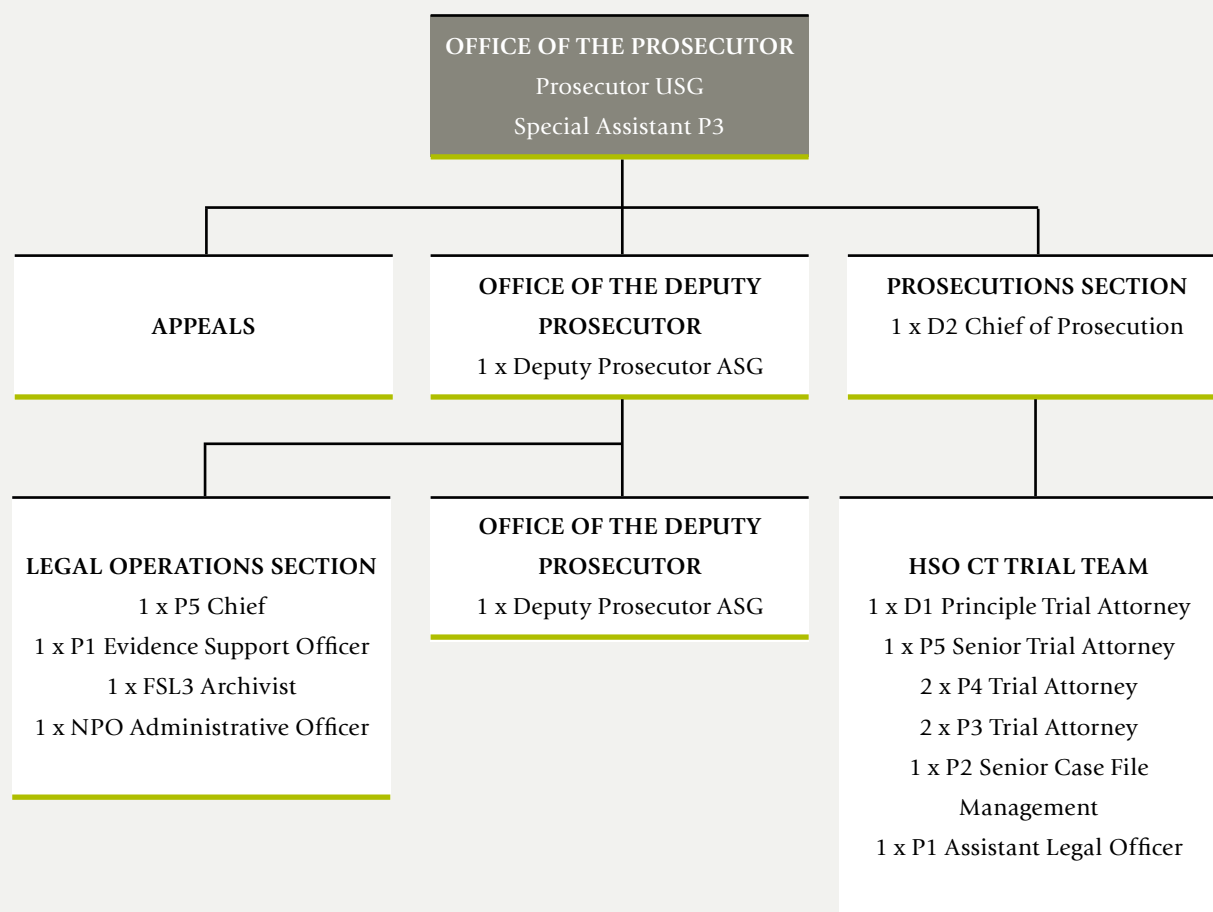 OFFICE OF THE PROSECUTOR
Prosecutor USG
Special Assistant P3
APPEALS
OFFICE OF THE DEPUTY
PROSECUTOR
1 x Deputy Prosecutor ASG
PROSECUTIONS SECTION
1 x D2 Chief of Prosecution
LEGAL OPERATIONS SECTION
1 x P5 Chief
1 x P1 Evidence Support Officer
1 x FSL3 Archivist
1 x NPO Administrative Officer
OFFICE OF THE DEPUTY
PROSECUTOR
1 x Deputy Prosecutor ASG
HSO CT TRIAL TEAM
1 x D1 Principle Trial Attorney
1 x P5 Senior Trial Attorney
2 x P4 Trial Attorney
2 x P3 Trial Attorney
1 x P2 Senior Case File
Management
1 x P1 Assistant Legal Officer